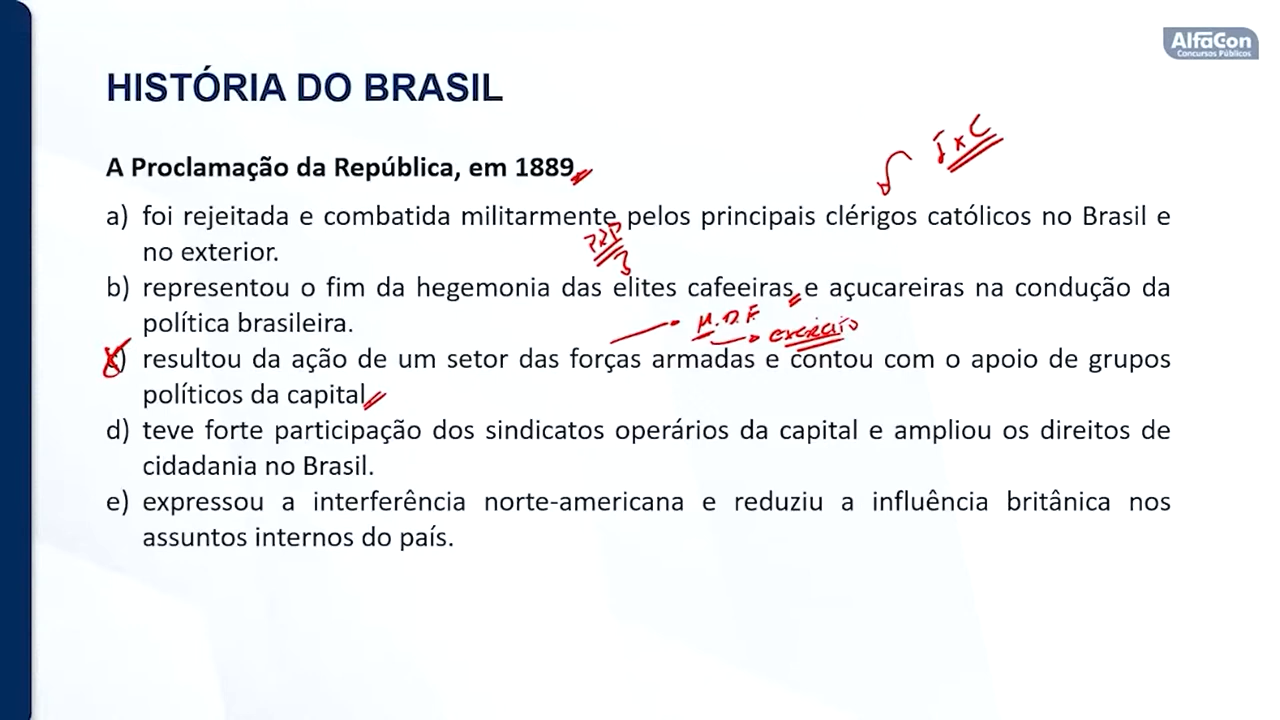 AlfaCon
Concursos Públicos
HISTÓRIA DO BRASIL
I x C
A Proclamação da República, em 1889,
a) foi rejeitada e combatida militarmente pelos principais clérigos católicos no Brasil e
no exterior.
b) representou o fim da hegemonia das elites cafeeiras e açucareiras na condução da
política brasileira.
M.D.F
exército
c) resultou da ação de um setor das forças armadas e contou com o apoio de grupos
políticos da capital.
d) teve forte participação dos sindicatos operários da capital e ampliou os direitos de
cidadania no Brasil.
e) expressou a interferência norte-americana e reduziu a influência britânica nos
assuntos internos do país.